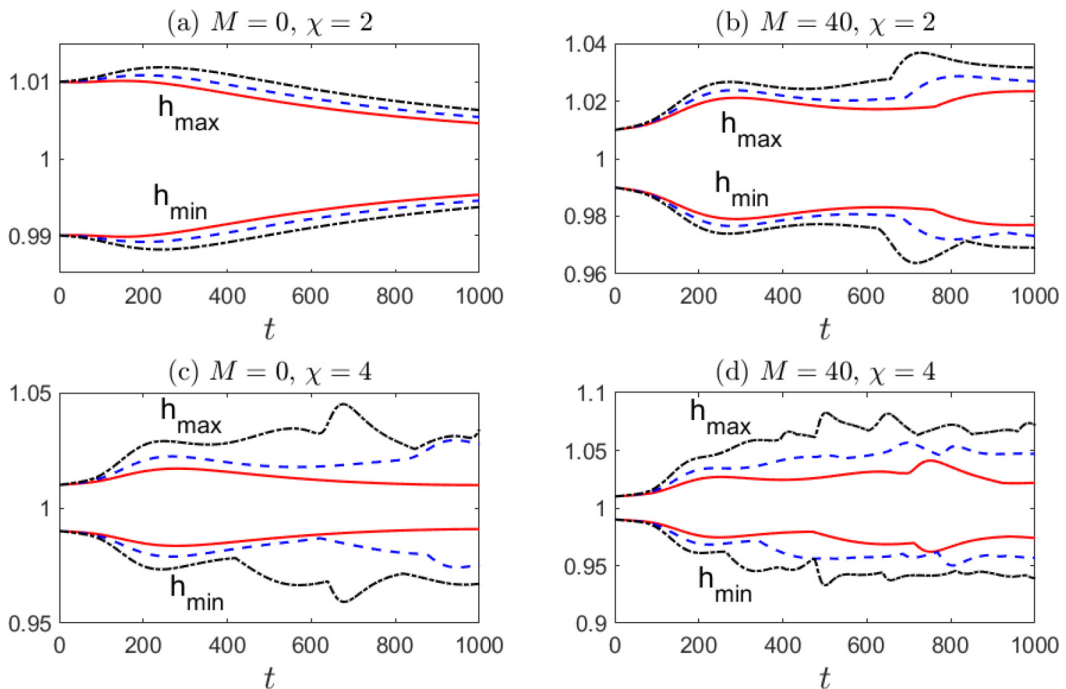 (a) M = 0, χ = 2
1.01
1
0.99
h_max
h_min
0 200 400 600 800 1000
t
(b) M = 40, χ = 2
1.04
1.02
1
0.98
0.96
h_max
h_min
0 200 400 600 800 1000
t
(c) M = 0, χ = 4
1.05
1
0.95
h_max
h_min
0 200 400 600 800 1000
t
(d) M = 40, χ = 4
1.1
1.05
1
0.95
0.9
h_max
h_min
0 200 400 600 800 1000
t